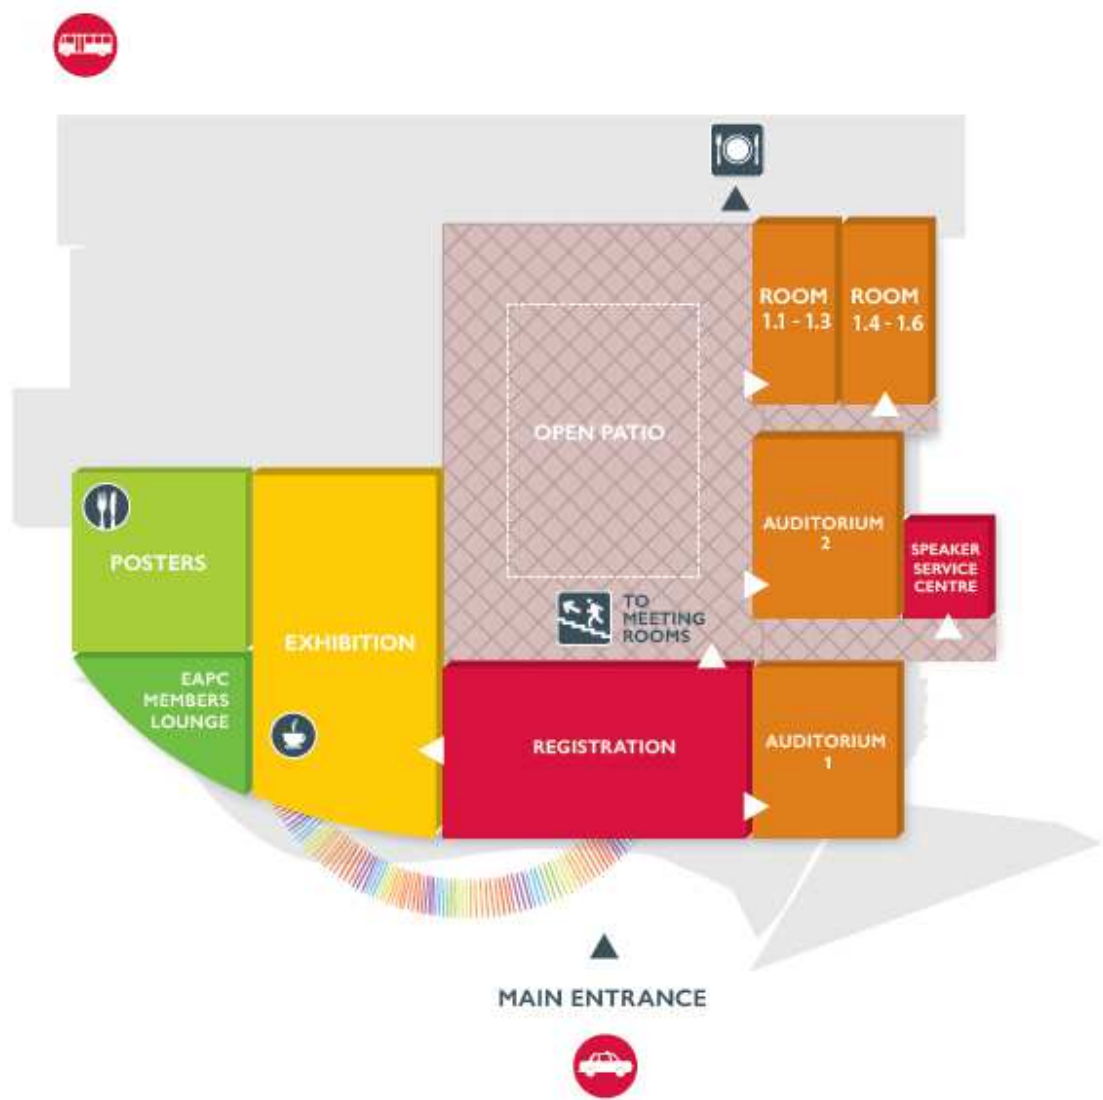 ROOM
1.1 - 1.3
ROOM
1.4 - 1.6
OPEN PATIO
AUDITORIUM
2
SPEAKER
SERVICE
CENTRE
POSTERS
TO
MEETING
ROOMS
EXHIBITION
EAPC
MEMBERS
LOUNGE
REGISTRATION
AUDITORIUM
1
MAIN ENTRANCE